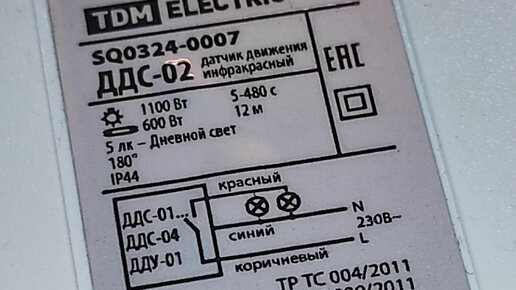 TDM ELECTRIC
SQ0324-0007
ДДС-02 датчик движения
инфракрасный
EAC
1100 Вт 5-480 с
600 Вт 12 м
5 лк – Дневной свет
180°
IP44
красный
ДДС-01...
ДДС-04
ДДУ-01
синий
коричневый
N
230В~
L
ТР ТС 004/2011